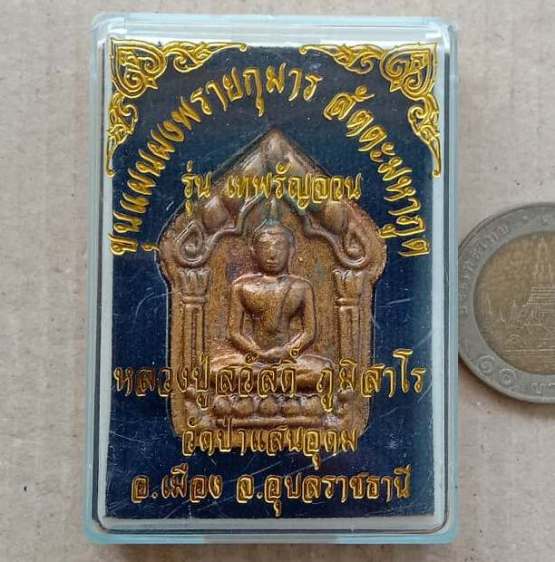 ขุนแผนผงพรายกุมาร สัตตะมหาภูต
รุ่น เทพรัญจวน
หลวงปู่สวัสดิ์ ภูมิสาโร
วัดป่าแสนอุดม
อ.เมือง จ.อุบลราชธานี